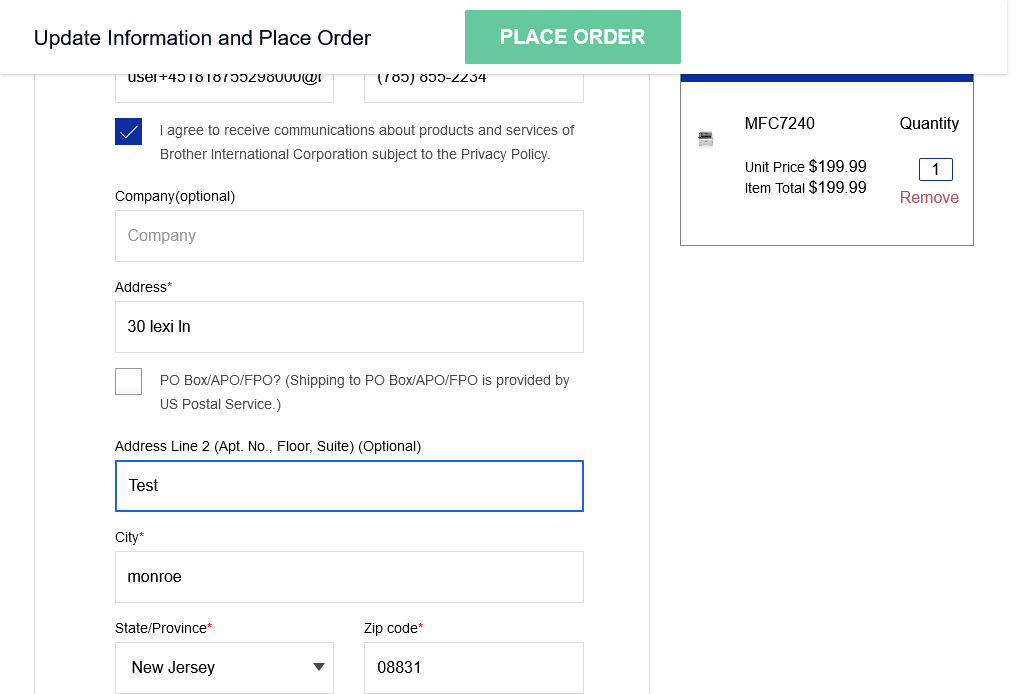 Update Information and Place Order
PLACE ORDER
(785) 855-2234
I agree to receive communications about products and services of
Brother International Corporation subject to the Privacy Policy.
Company(optional)
Company
Address*
30 lexi ln
PO Box/APO/FPO? (Shipping to PO Box/APO/FPO is provided by
US Postal Service.)
Address Line 2 (Apt. No., Floor, Suite) (Optional)
Test
City*
monroe
State/Province*
Zip code*
New Jersey
08831
MFC7240
Quantity
Unit Price $199.99
1
Item Total $199.99
Remove